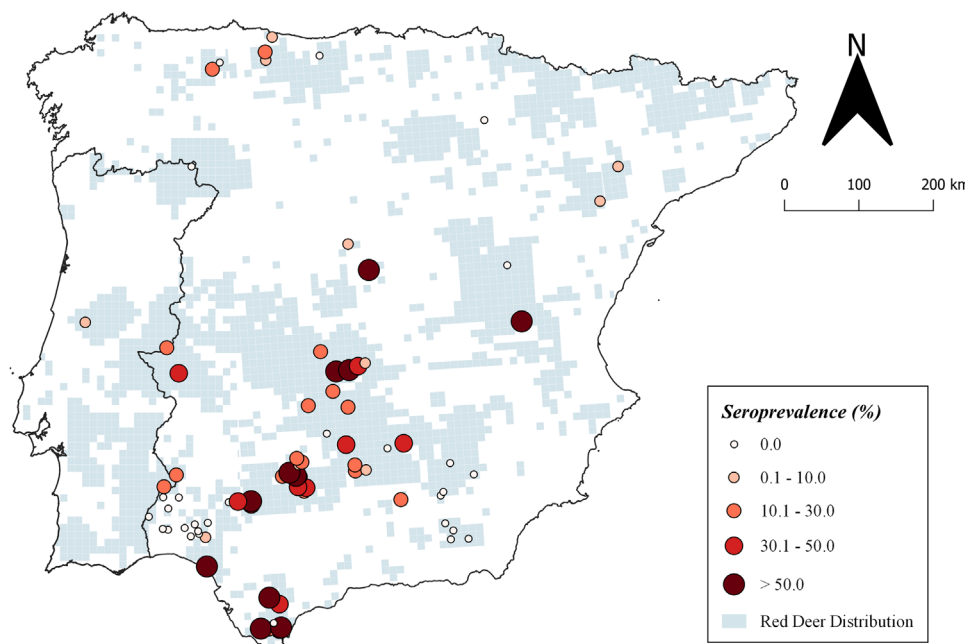 N
0 100 200 km
Seroprevalence (%)
0.0
0.1 - 10.0
10.1 - 30.0
30.1 - 50.0
> 50.0
Red Deer Distribution